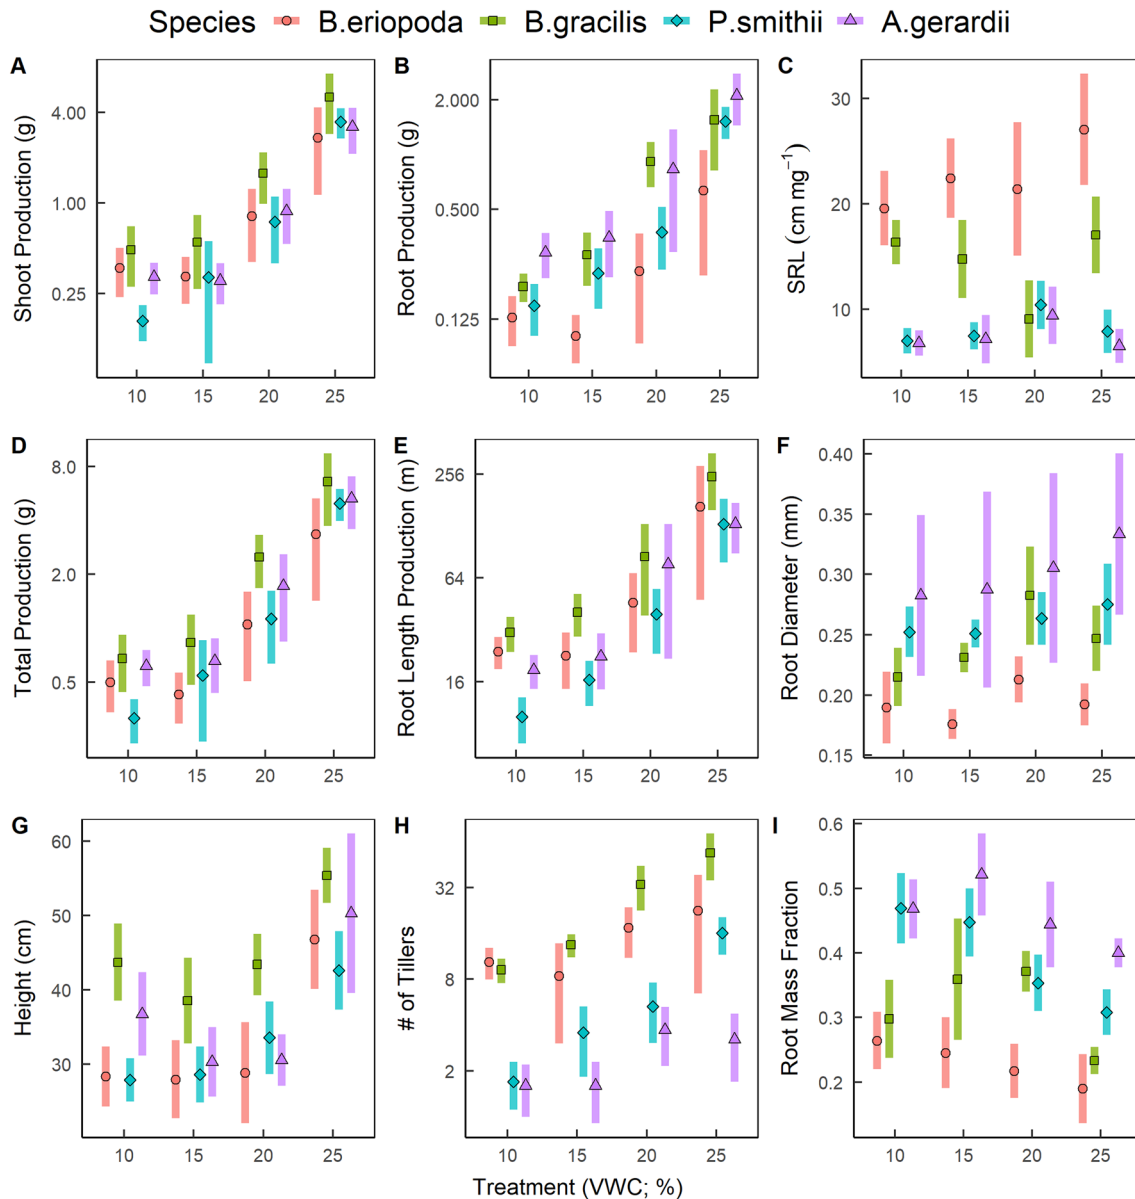 Species B.eriopoda B.gracilis P.smithii A.gerardii
A
Shoot Production (g)
4.00
1.00
0.25
10 15 20 25
B
Root Production (g)
2.000
0.500
0.125
10 15 20 25
C
SRL (cm mg−1)
30
20
10
10 15 20 25
D
Total Production (g)
8.0
2.0
0.5
10 15 20 25
E
Root Length Production (m)
256
64
16
10 15 20 25
F
Root Diameter (mm)
0.40
0.35
0.30
0.25
0.20
0.15
10 15 20 25
G
Height (cm)
60
50
40
30
10 15 20 25
H
# of Tillers
32
8
2
10 15 20 25
I
Root Mass Fraction
0.6
0.5
0.4
0.3
0.2
10 15 20 25
Treatment (VWC; %)